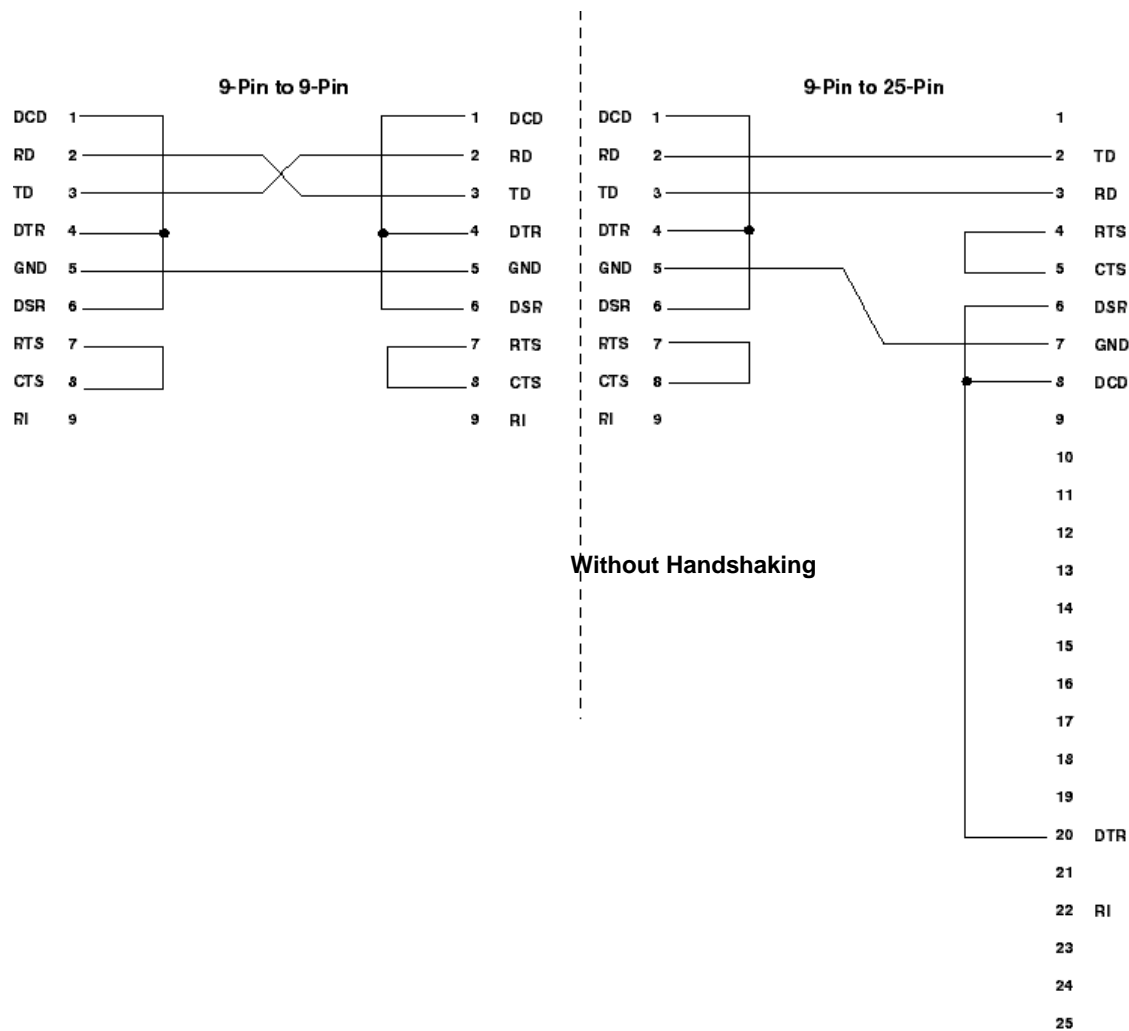 9-Pin to 9-Pin
DCD 1 1 DCD
RD 2 2 RD
TD 3 3 TD
DTR 4 4 DTR
GND 5 5 GND
DSR 6 6 DSR
RTS 7 7 RTS
CTS 8 8 CTS
RI 9 9 RI
9-Pin to 25-Pin
DCD 1 1
RD 2 2 TD
TD 3 3 RD
DTR 4 4 RTS
GND 5 5 CTS
DSR 6 6 DSR
RTS 7 7 GND
CTS 8 8 DCD
RI 9 9
10
11
12
Without Handshaking
13
14
15
16
17
18
19
20 DTR
21
22 RI
23
24
25